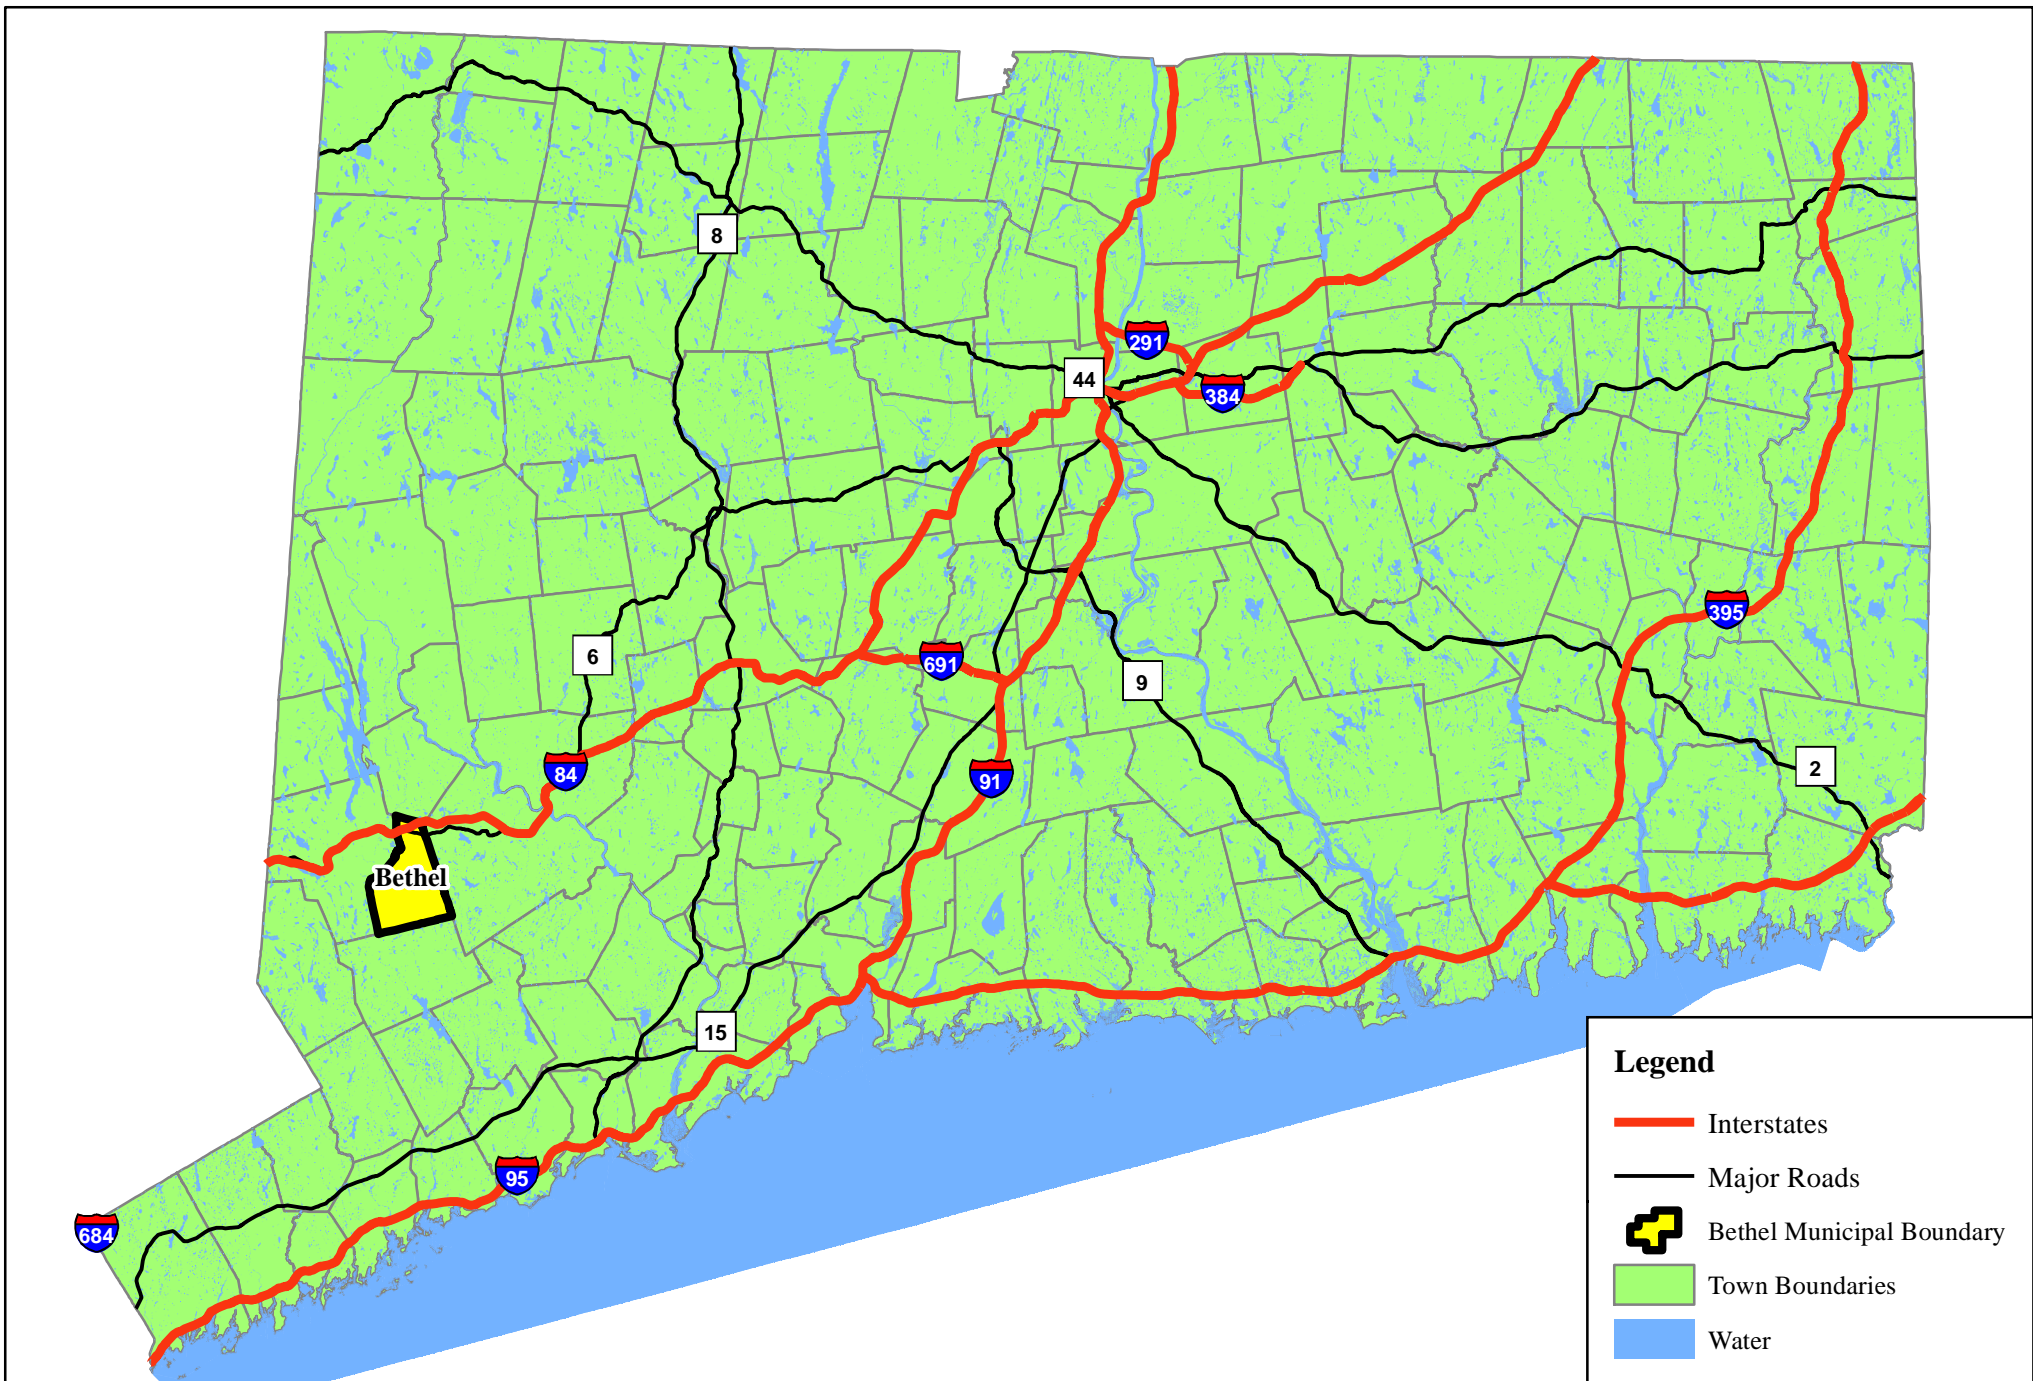 8
291
44
384
395
6
691
9
84
91
2
Bethel
15
95
684
Legend
Interstates
Major Roads
Bethel Municipal Boundary
Town Boundaries
Water